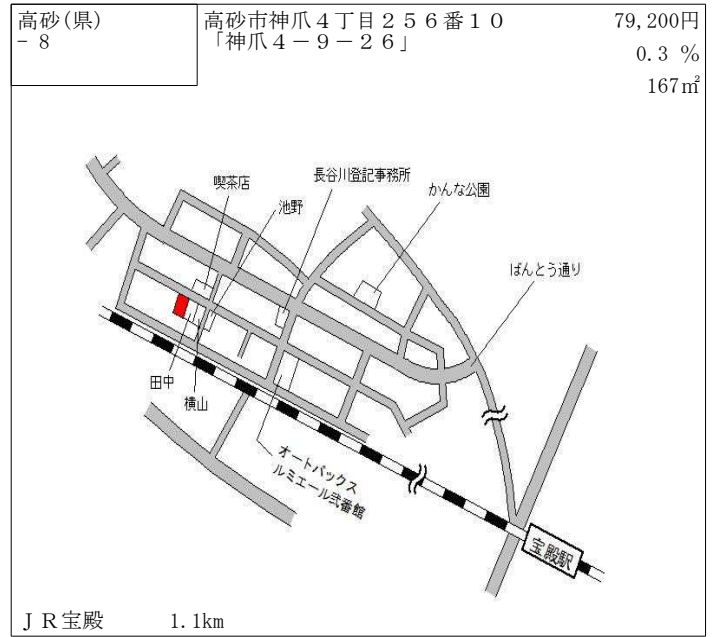 高砂(県)
－８
高砂市神爪４丁目２５６番１０
「神爪４－９－２６」
79,200円
0.3 %
167㎡
喫茶店
池野
長谷川登記事務所
かんな公園
ばんとう通り
田中
横山
オートパックス
ルミエール弐番館
宝殿駅
ＪＲ宝殿 1.1km